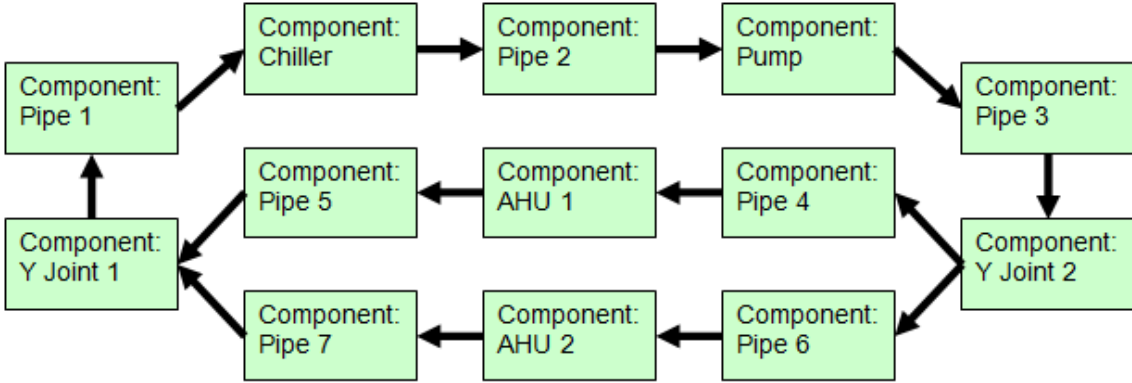 Component:
Chiller
Component:
Pipe 2
Component:
Pump
Component:
Pipe 1
Component:
Pipe 3
Component:
Pipe 5
Component:
AHU 1
Component:
Pipe 4
Component:
Y Joint 1
Component:
Y Joint 2
Component:
Pipe 7
Component:
AHU 2
Component:
Pipe 6